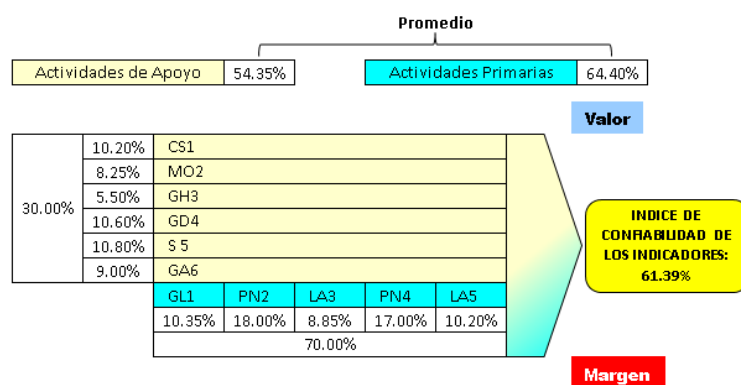 Promedio
Actividades de Apoyo 54.35% Actividades Primarias 64.40%
Valor
10.20% CS1
8.25% MO2
5.50% GH3
30.00%
10.60% GD4
10.80% S 5
9.00% GA6
INDICE DE
CONFIABILIDAD DE
LOS INDICADORES:
61.39%
GL1 PN2 LA3 PN4 LA5
10.35% 18.00% 8.85% 17.00% 10.20%
70.00%
Margen